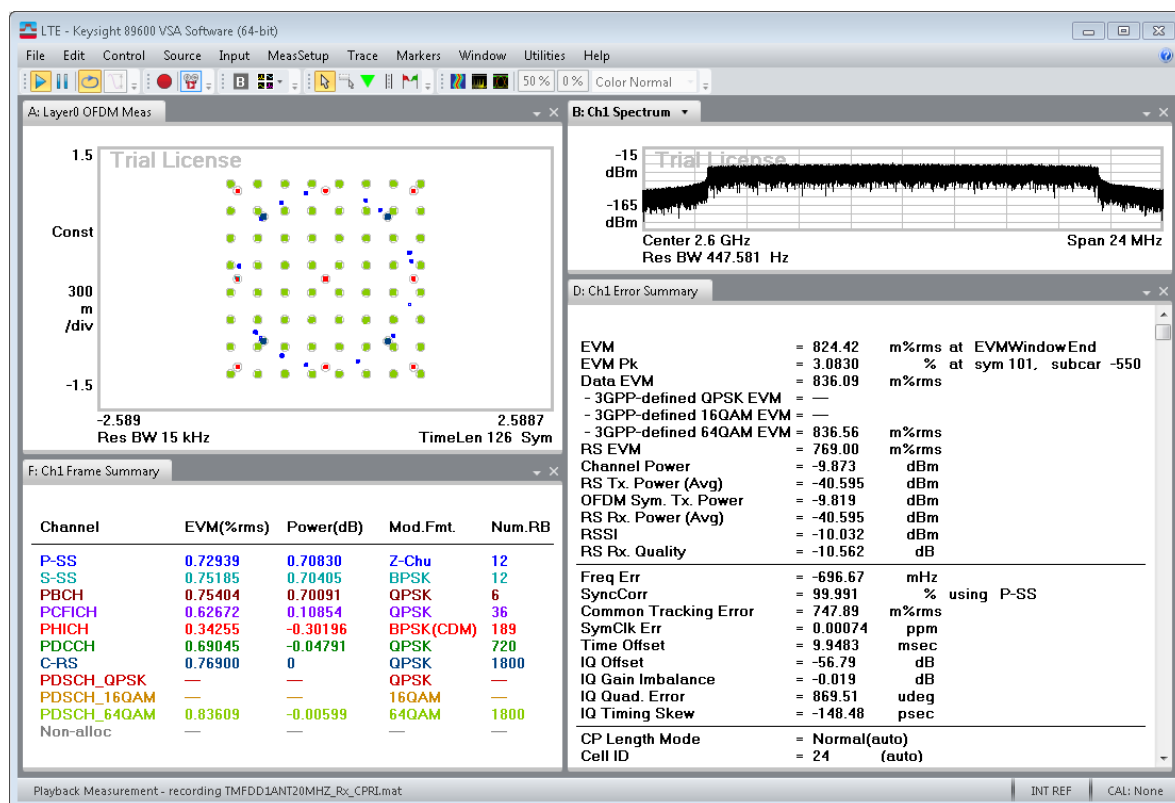 LTE - Keysight 89600 VSA Software (64-bit)
File Edit Control Source Input MeasSetup Trace Markers Window Utilities Help
B 50 % 0 % Color Normal
A: Layer0 OFDM Meas
1.5 Trial License
Const
300
m
/div
-1.5
-2.589 2.5887
Res BW 15 kHz TimeLen 126 Sym
B: Ch1 Spectrum
-15 Trial License
dBm
-165
dBm
Center 2.6 GHz Span 24 MHz
Res BW 447.581 Hz
F: Ch1 Frame Summary
Channel EVM(%rms) Power(dB) Mod.Fmt. Num.RB
P-SS 0.72939 0.70830 Z-Chu 12
S-SS 0.75185 0.70405 BPSK 12
PBCH 0.75404 0.70091 QPSK 6
PCFICH 0.62672 0.10854 QPSK 36
PHICH 0.34255 -0.30196 BPSK(CDM) 189
PDCCH 0.69045 -0.04791 QPSK 720
C-RS 0.76900 0 QPSK 1800
PDSCH_QPSK — — QPSK —
PDSCH_16QAM — — 16QAM —
PDSCH_64QAM 0.83609 -0.00599 64QAM 1800
Non-alloc — — —
D: Ch1 Error Summary
EVM = 824.42 m%rms at EVMWindowEnd
EVM Pk = 3.0830 % at sym 101, subcar -550
Data EVM = 836.09 m%rms
- 3GPP-defined QPSK EVM = —
- 3GPP-defined 16QAM EVM = —
- 3GPP-defined 64QAM EVM = 836.56 m%rms
RS EVM = 769.00 m%rms
Channel Power = -9.873 dBm
RS Tx. Power (Avg) = -40.595 dBm
OFDM Sym. Tx. Power = -9.819 dBm
RS Rx. Power (Avg) = -40.595 dBm
RSSI = -10.032 dBm
RS Rx. Quality = -10.562 dB
Freq Err = -696.67 mHz
SyncCorr = 99.991 % using P-SS
Common Tracking Error = 747.89 m%rms
SymClk Err = 0.00074 ppm
Time Offset = 9.9483 msec
IQ Offset = -56.79 dB
IQ Gain Imbalance = -0.019 dB
IQ Quad. Error = 869.51 udeg
IQ Timing Skew = -148.48 psec
CP Length Mode = Normal(auto)
Cell ID = 24 (auto)
Playback Measurement - recording TMFDD1ANT20MHZ_Rx_CPRI.mat INT REF CAL: None